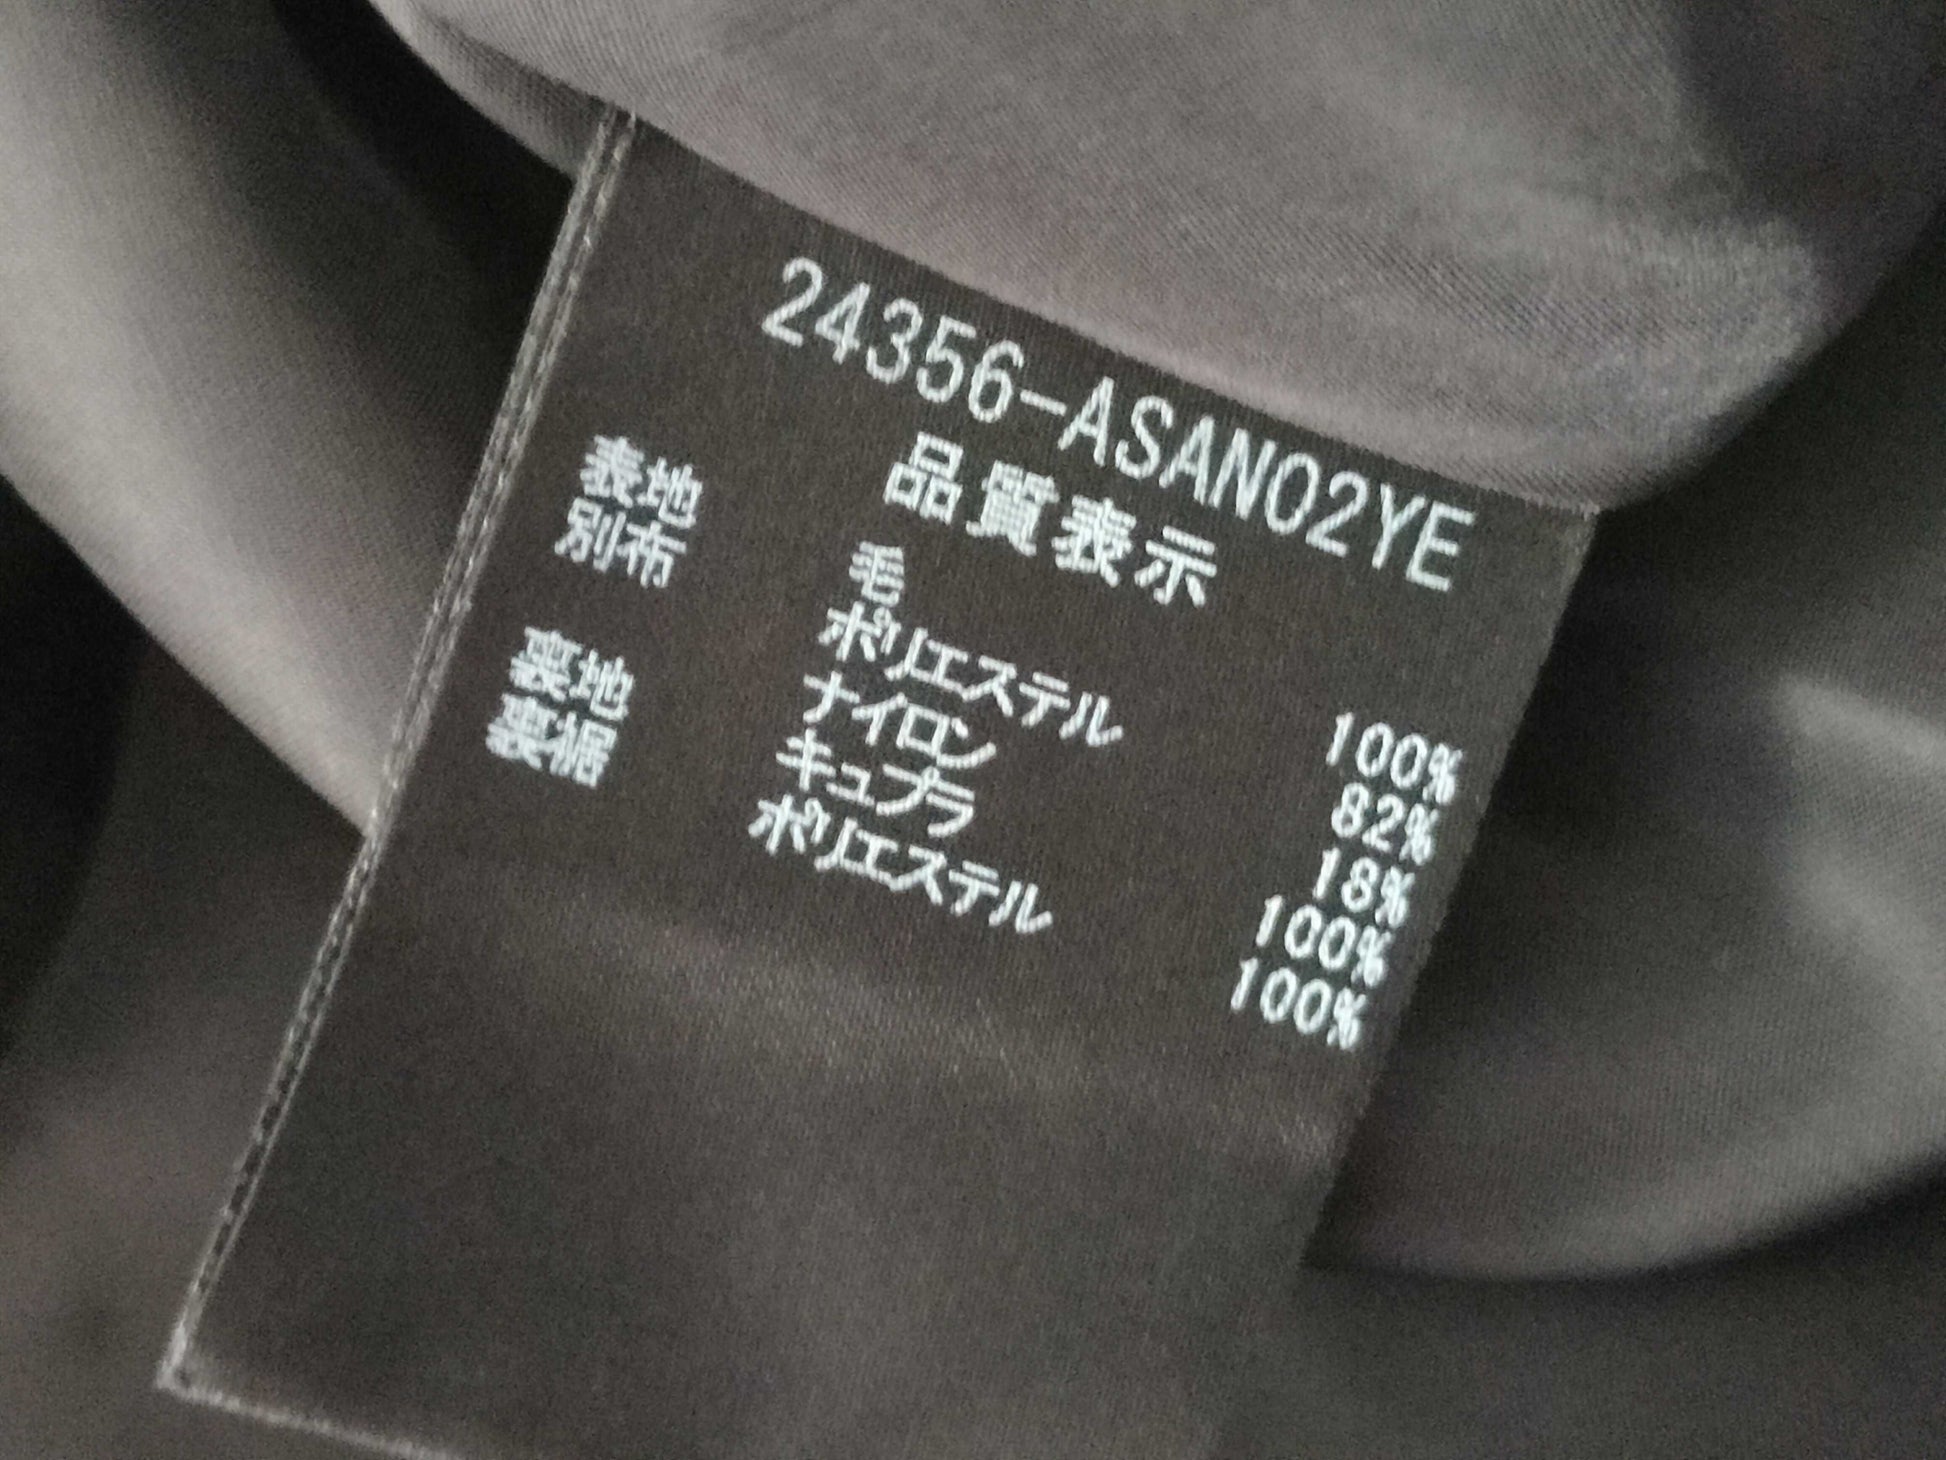 24356-ASAN02YE
品質表示
表地 毛 100%
別布 ポリエステル 82%
ナイロン 18%
裏地 キュプラ 100%
裏裾 ポリエステル 100%